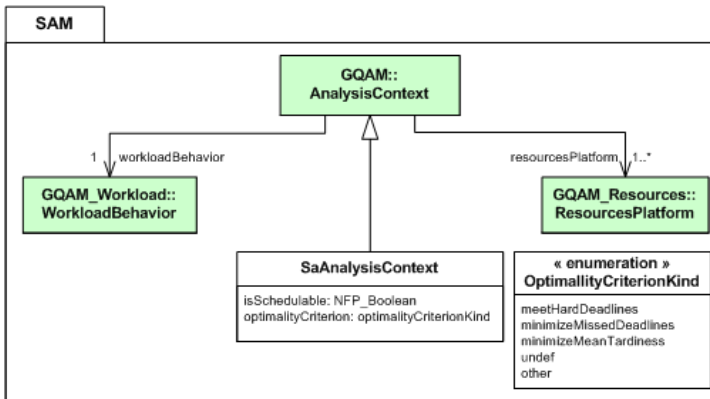 SAM
GQAM::
AnalysisContext
1 workloadBehavior
resourcesPlatform 1..*
GQAM_Workload::
WorkloadBehavior
GQAM_Resources::
ResourcesPlatform
SaAnalysisContext
isSchedulable: NFP_Boolean
optimalityCriterion: optimalityCriterionKind
« enumeration »
OptimallityCriterionKind
meetHardDeadlines
minimizeMissedDeadlines
minimizeMeanTardiness
undef
other